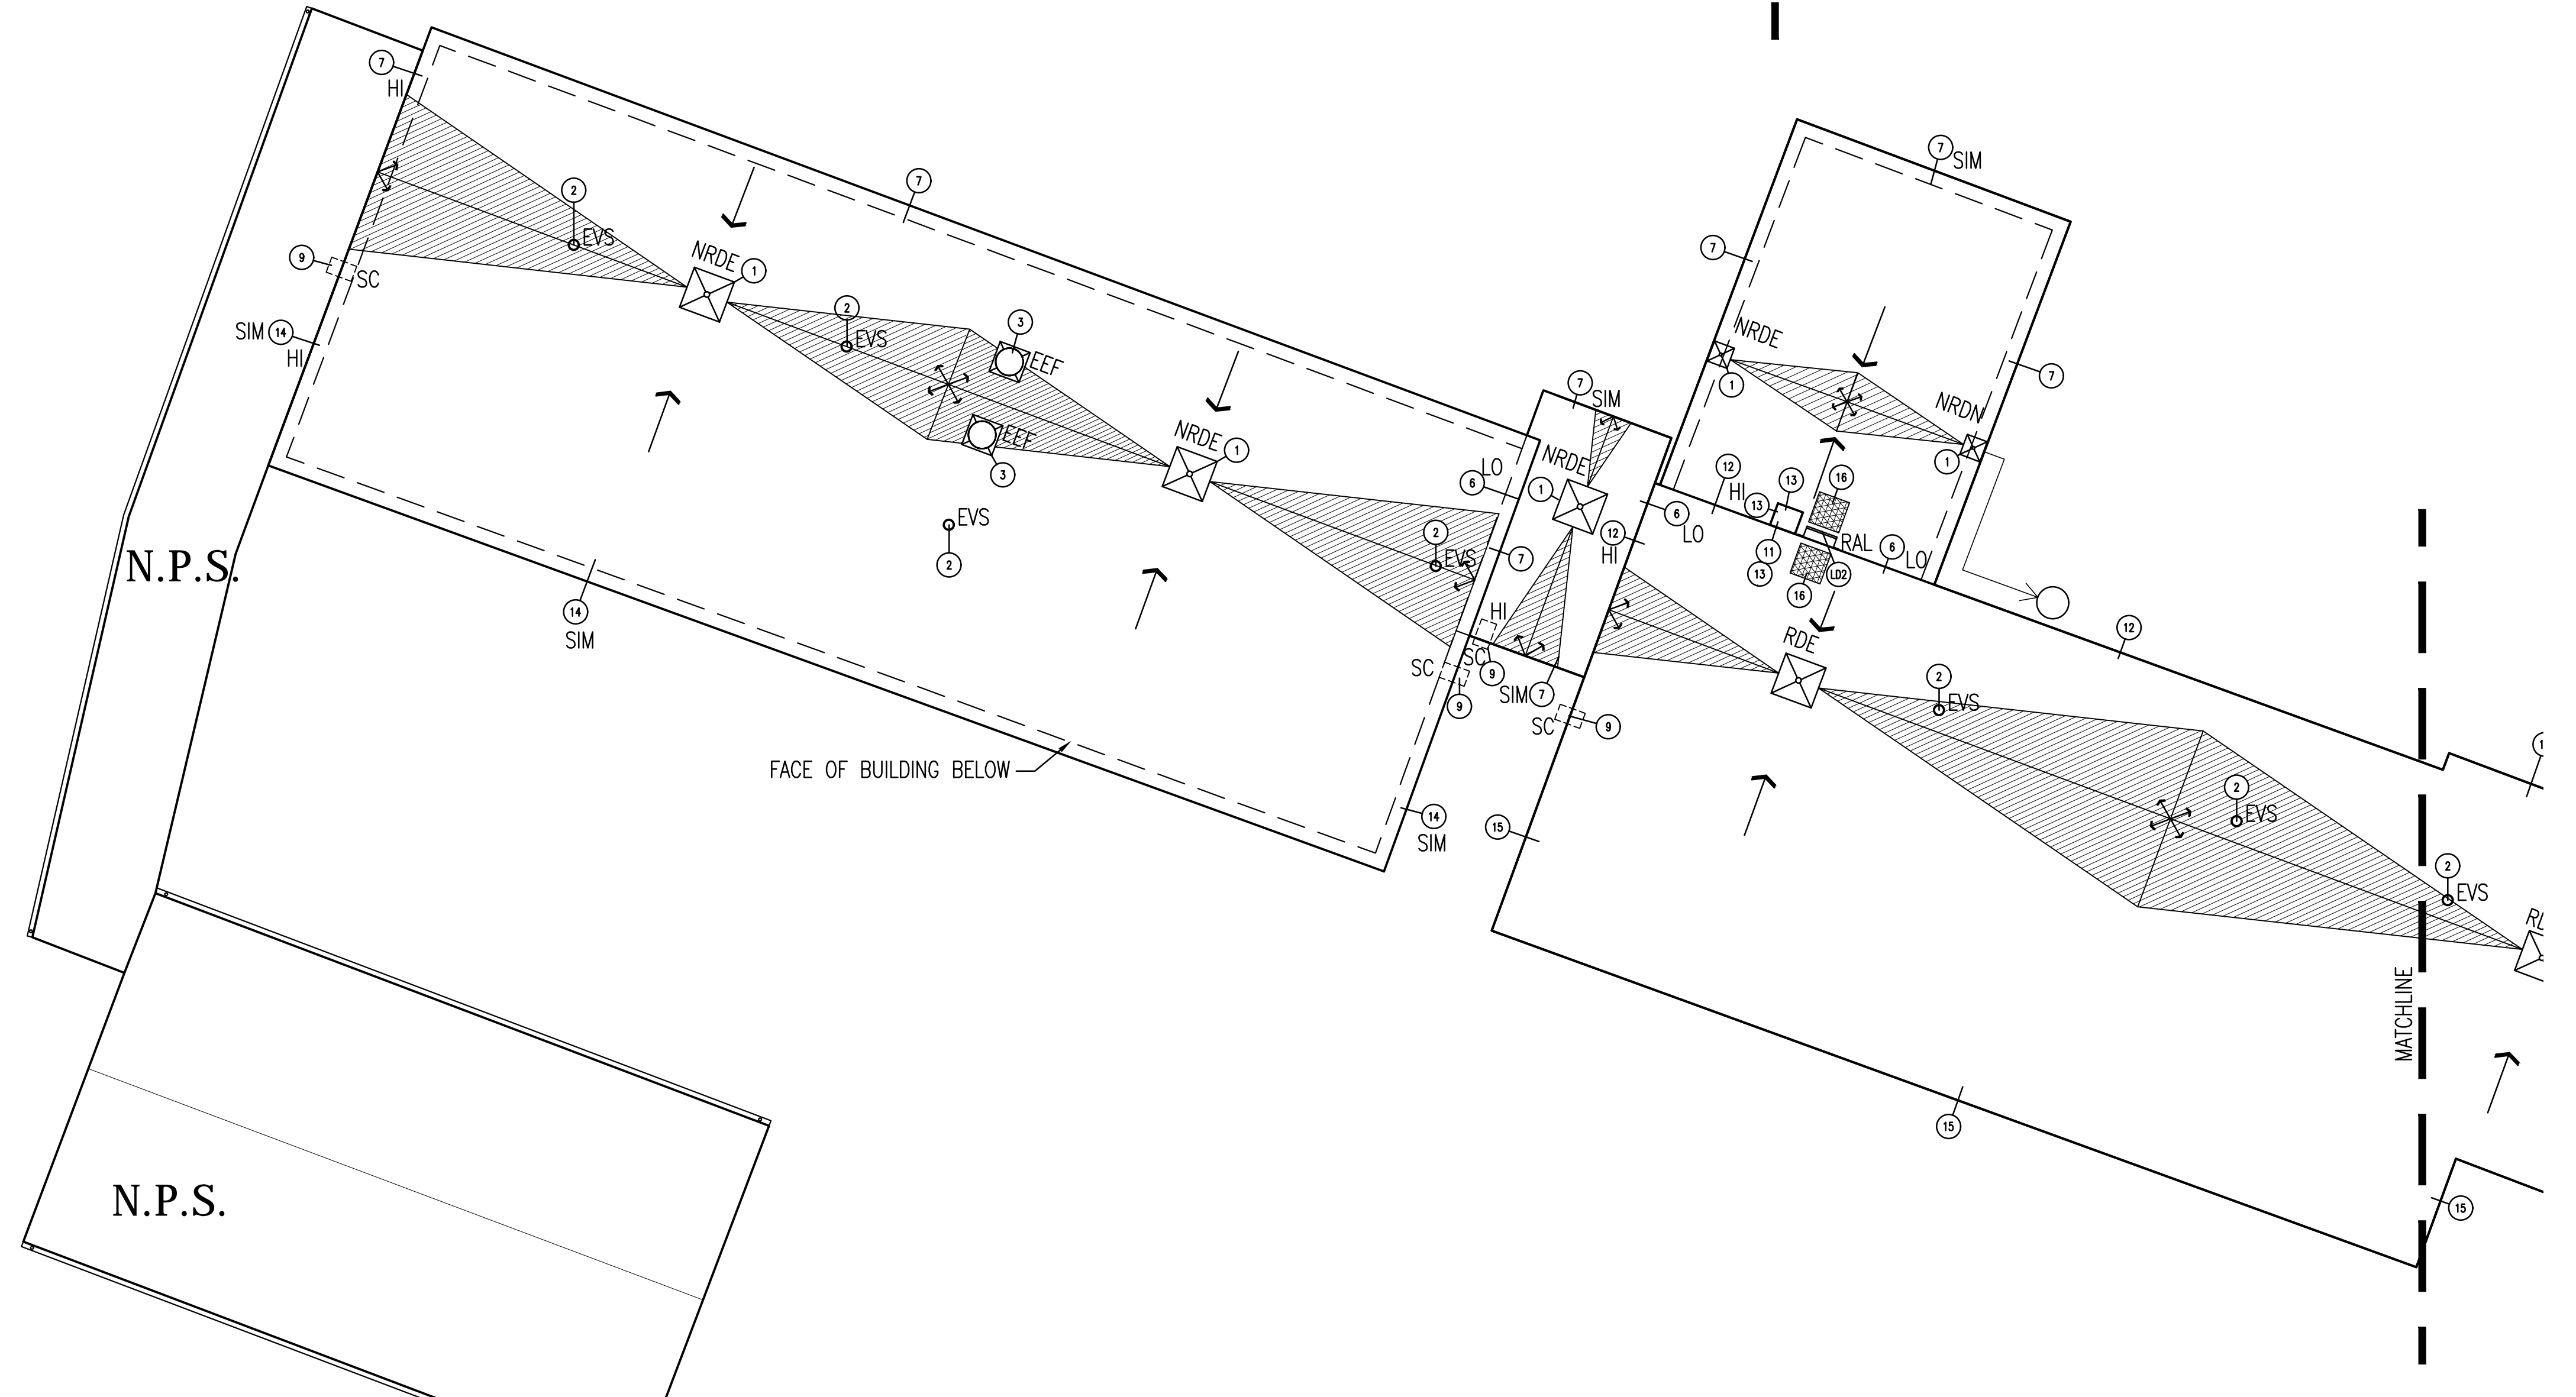 7
HI
2
EVS
9
SC
SIM 14
HI
NRDE 1
7
2
EVS
3
EEF
EEF
3
EVS
2
NRDE 1
14
SIM
FACE OF BUILDING BELOW
N.P.S.
N.P.S.
LO
6
2
EVS
7
HI
SC
9
SC
9
SIM 7
14
SIM
7
SIM
NRDE
1
6
LO
12
HI
SC
9
15
7
SIM
7
NRDE
1
7
NRDN
1
12
HI
13
13
16
11
13
RAL
6
LO
LD2
16
RDE
12
2
EVS
2
EVS
2
EVS
MATCHLINE
15
15